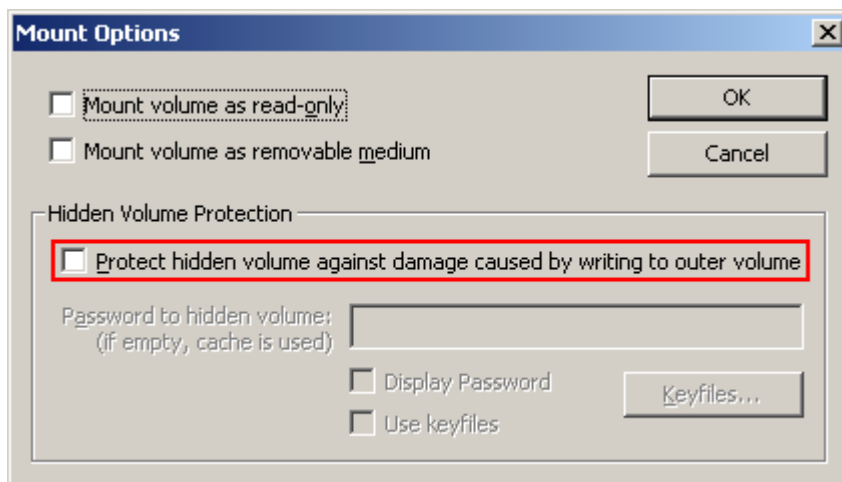 Mount Options
Mount volume as read-only
OK
Mount volume as removable medium
Cancel
Hidden Volume Protection
Protect hidden volume against damage caused by writing to outer volume
Password to hidden volume:
(if empty, cache is used)
Display Password
Keyfiles...
Use keyfiles